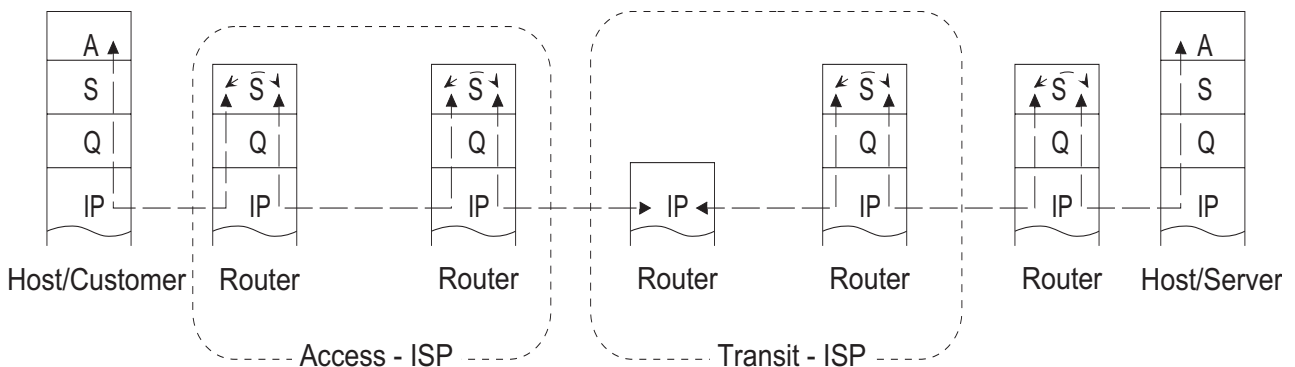 A
A
S
S
S
S
S
S
Q
Q
Q
Q
Q
Q
IP
IP
IP
IP
IP
IP
IP
Host/Customer
Router
Router
Router
Router
Router
Host/Server
Access - ISP
Transit - ISP